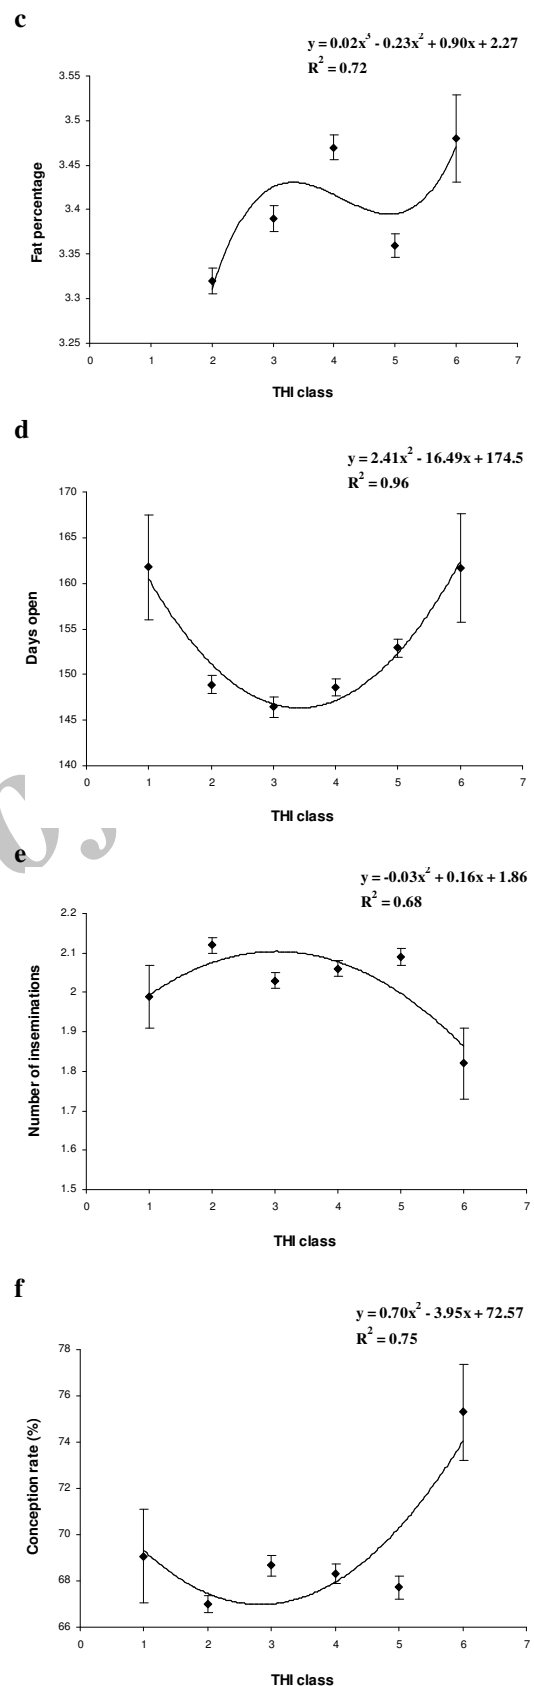 c
y = 0.02x³ - 0.23x² + 0.90x + 2.27
R² = 0.72
3.55
3.5
3.45
3.4
3.35
3.3
3.25
Fat percentage
0 1 2 3 4 5 6 7
THI class
d
y = 2.41x² - 16.49x + 174.5
R² = 0.96
170
165
160
155
150
145
140
Days open
0 1 2 3 4 5 6 7
THI class
e
y = -0.03x² + 0.16x + 1.86
R² = 0.68
2.2
2.1
2
1.9
1.8
1.7
1.6
1.5
Number of inseminations
0 1 2 3 4 5 6 7
THI class
f
y = 0.70x² - 3.95x + 72.57
R² = 0.75
78
76
74
72
70
68
66
Conception rate (%)
0 1 2 3 4 5 6 7
THI class